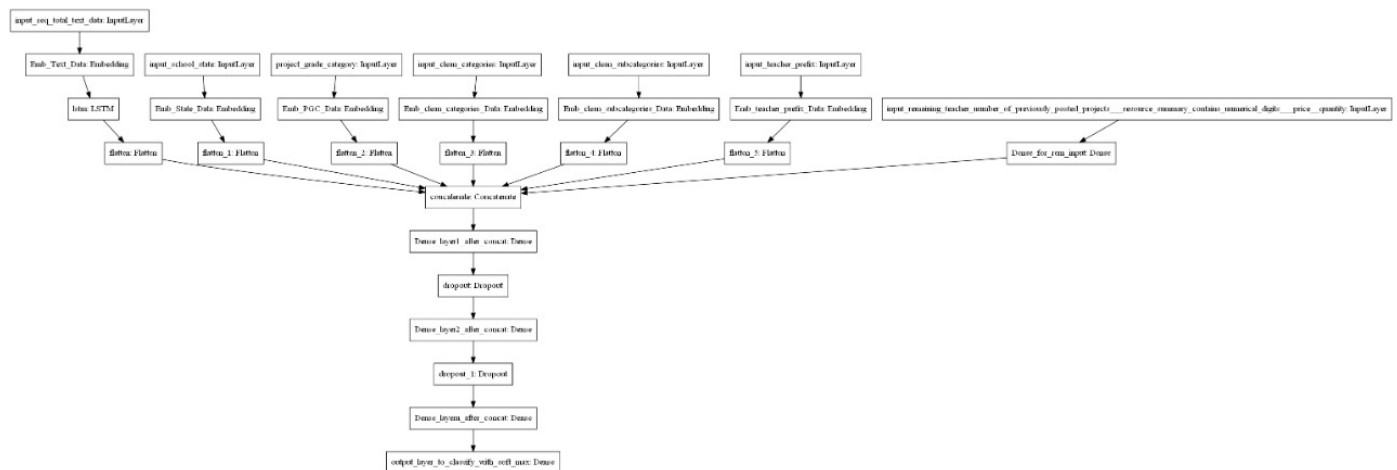 input_seq_total_text_data: InputLayer
Emb_Text_Data: Embedding
input_school_state: InputLayer
project_grade_category: InputLayer
input_clean_categories: InputLayer
input_clean_subcategories: InputLayer
input_teacher_prefix: InputLayer
lstm: LSTM
Emb_State_Data: Embedding
Emb_PGC_Data: Embedding
Emb_clean_categories_Data: Embedding
Emb_clean_subcategories_Data: Embedding
Emb_teacher_prefix_Data: Embedding
input_remaining_teacher_number_of_previously_posted_projects___resource_summary_contains_numerical_digits___price__quantity: InputLayer
flatten: Flatten
flatten_1: Flatten
flatten_2: Flatten
flatten_3: Flatten
flatten_4: Flatten
flatten_5: Flatten
Dense_for_rem_input: Dense
concatenate: Concatenate
Dense_layer1_after_concat: Dense
dropout: Dropout
Dense_layer2_after_concat: Dense
dropout_1: Dropout
Dense_layern_after_concat: Dense
output_layer_to_classify_with_soft_max: Dense